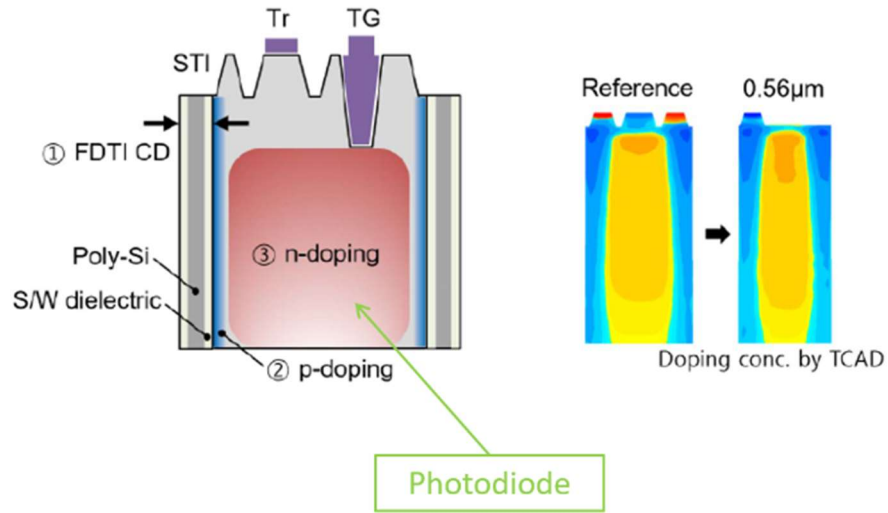 Tr
TG
STI
① FDTI CD
Poly-Si
③ n-doping
S/W dielectric
② p-doping
Reference
0.56μm
Doping conc. by TCAD
Photodiode